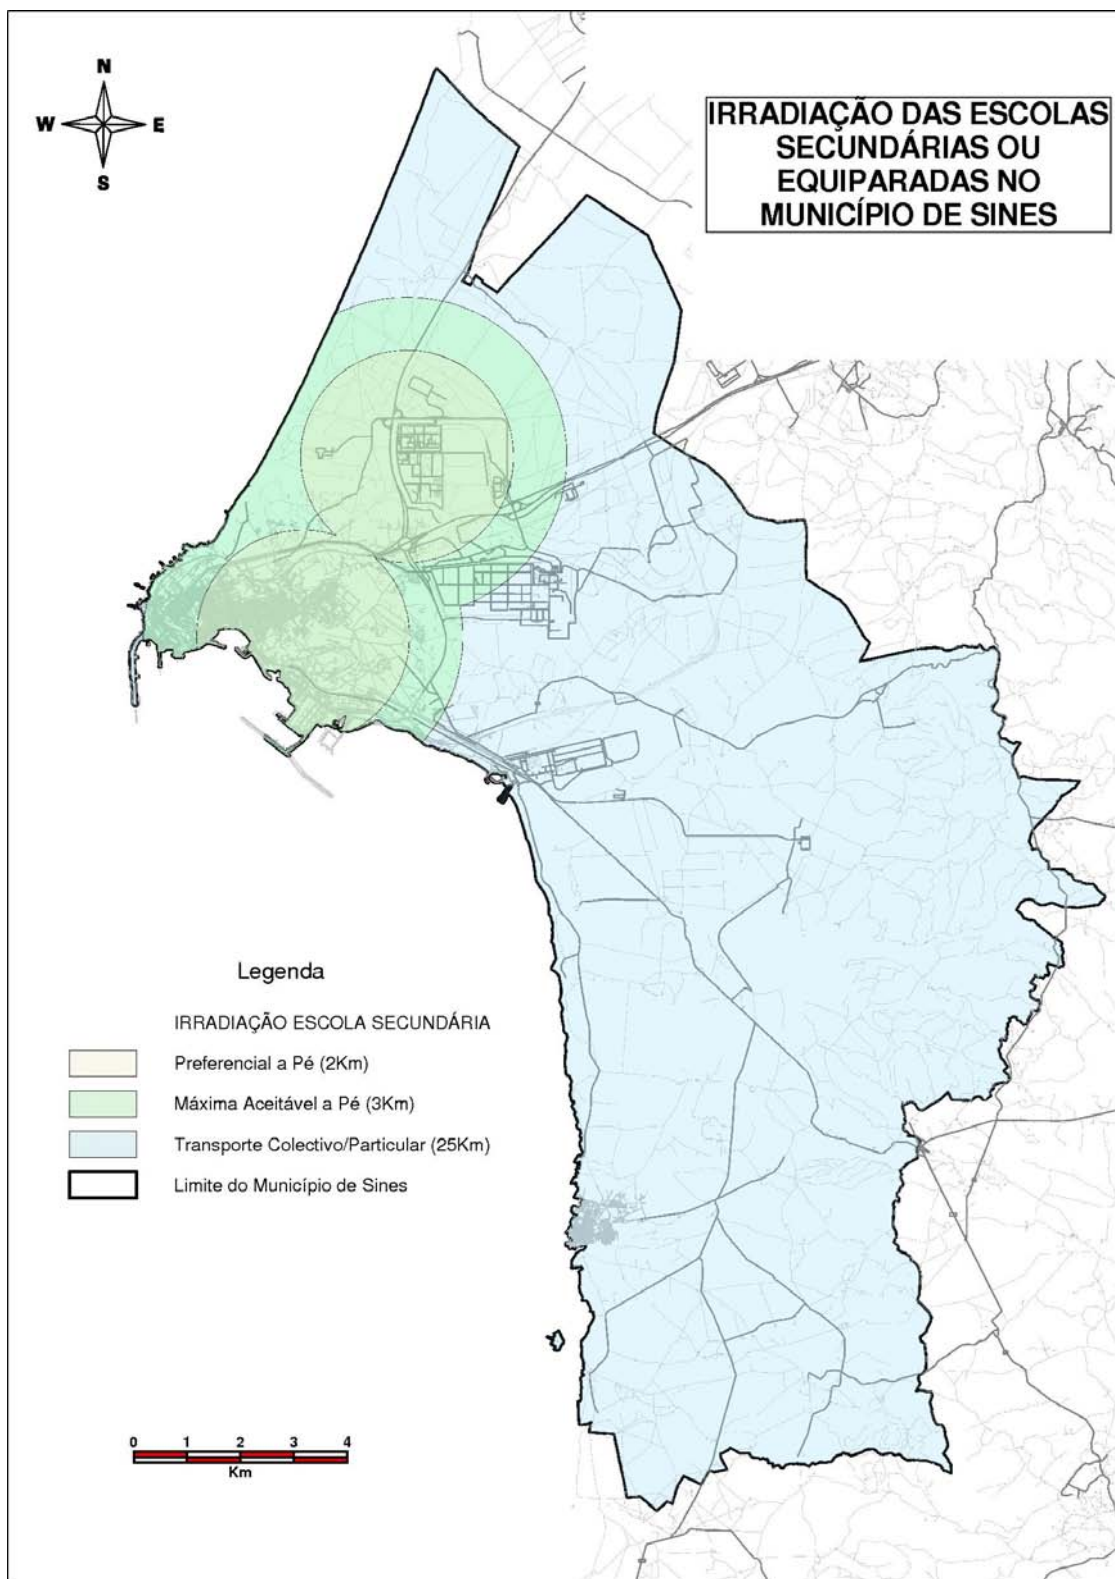 N
W E
S
IRRADIAÇÃO DAS ESCOLAS
SECUNDÁRIAS OU
EQUIPARADAS NO
MUNICÍPIO DE SINES
Legenda
IRRADIAÇÃO ESCOLA SECUNDÁRIA
Preferencial a Pé (2Km)
Máxima Aceitável a Pé (3Km)
Transporte Colectivo/Particular (25Km)
Limite do Município de Sines
0 1 2 3 4
Km